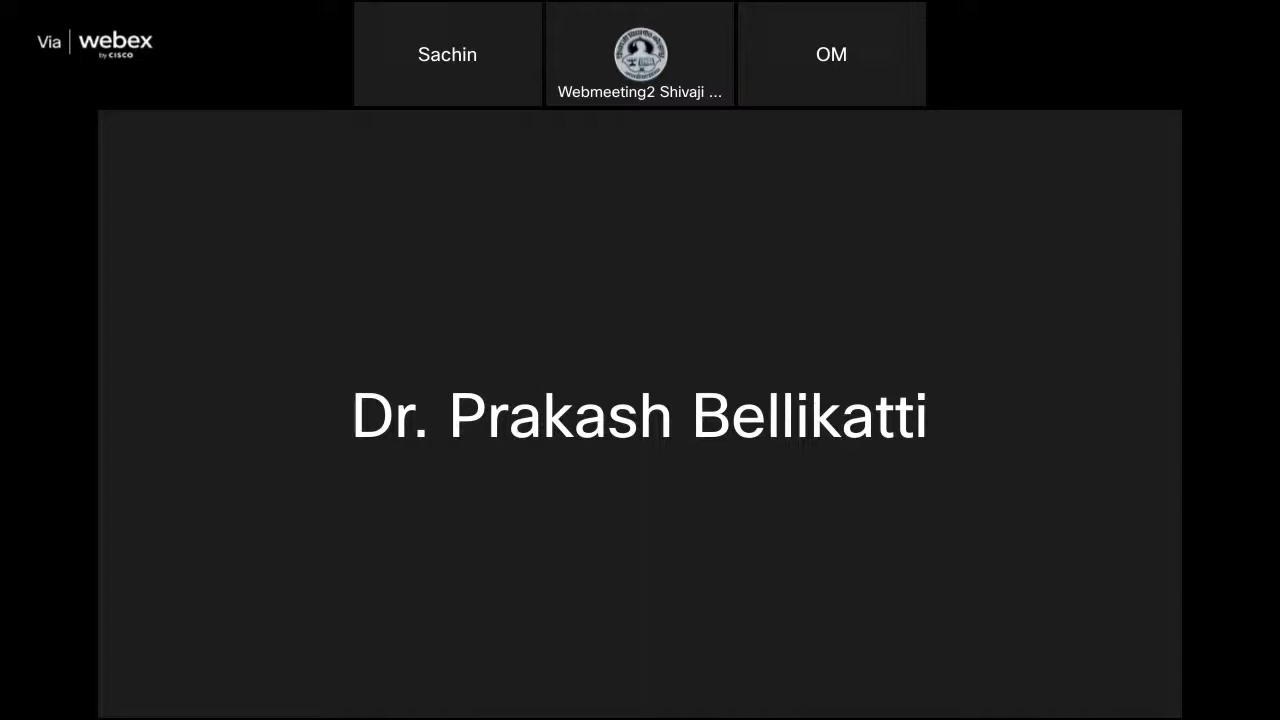 Via webex
by CISCO
Sachin
Webmeeting2 Shivaji ...
OM
Dr. Prakash Bellikatti